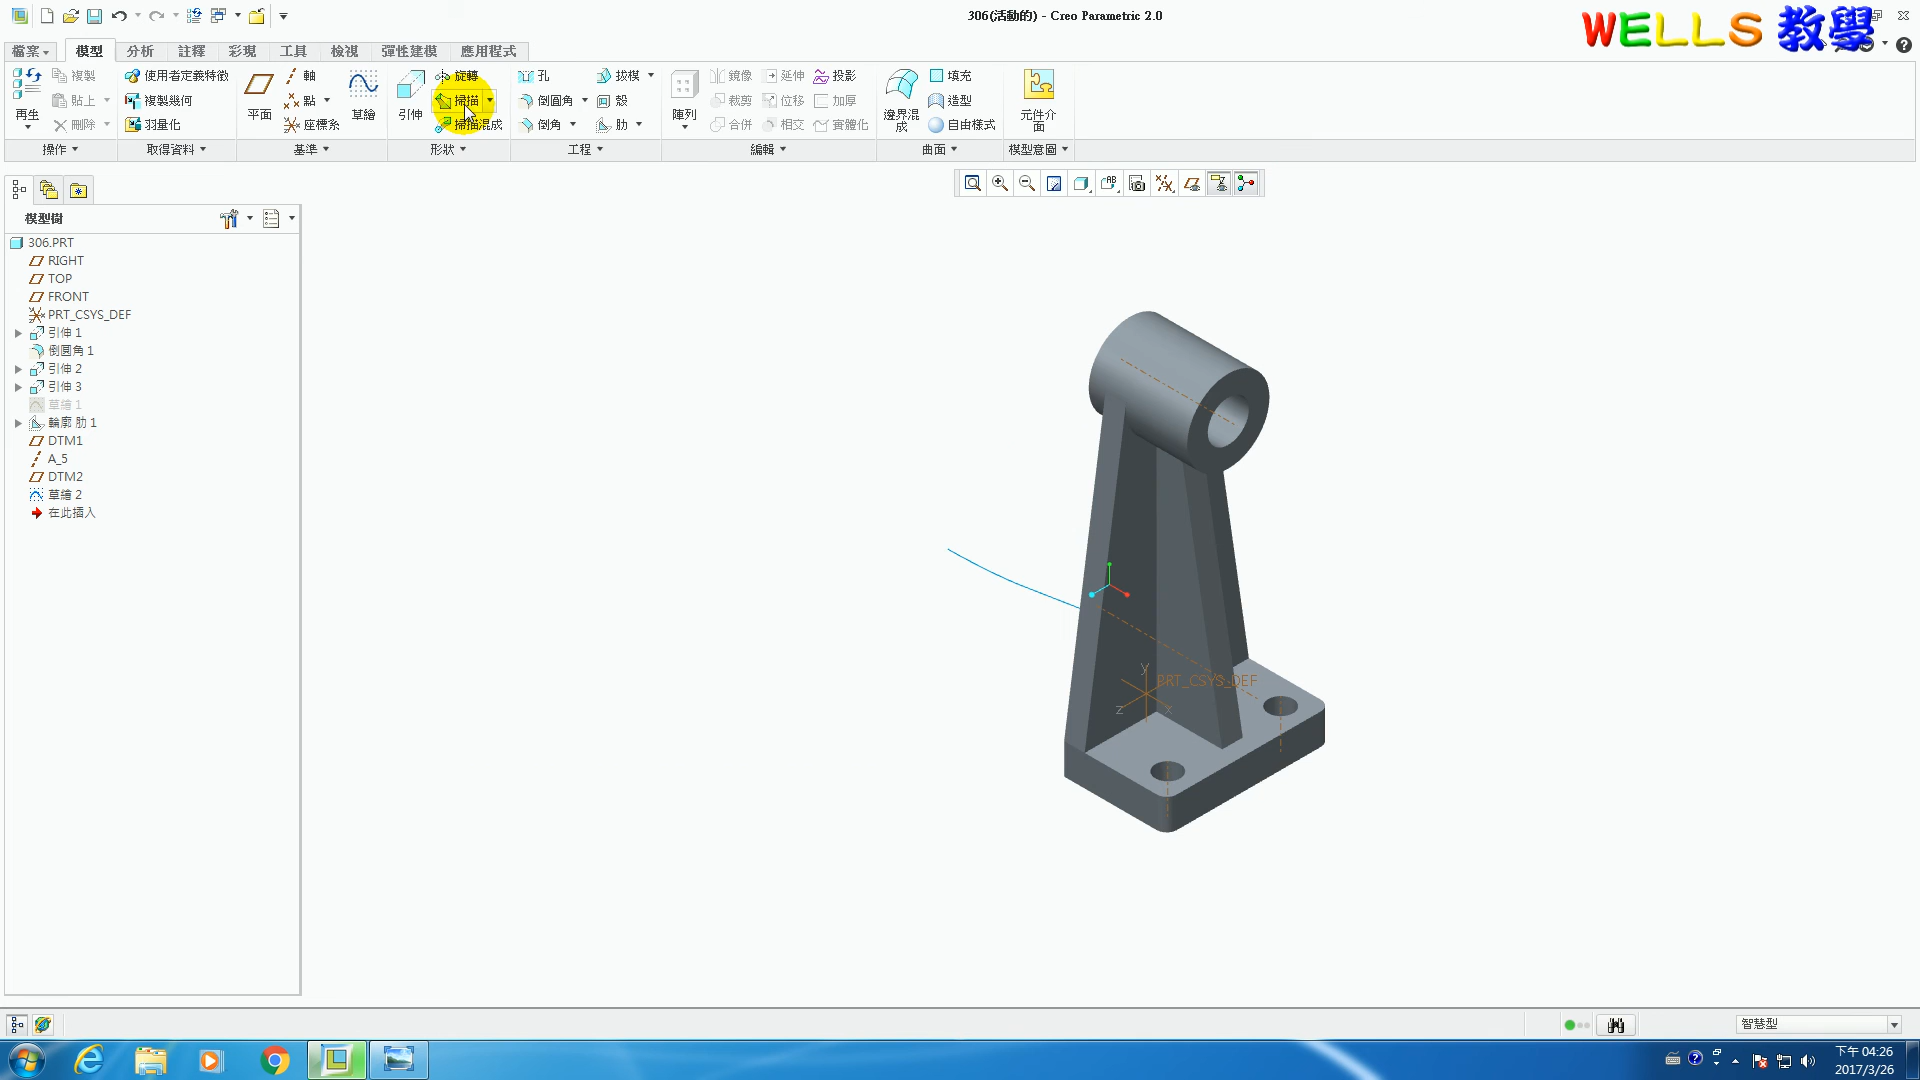 306(活動的) - Creo Parametric 2.0
WELLS 教學
檔案 模型 分析 註釋 彩現 工具 檢視 彈性建模 應用程式
再生
複製
貼上
刪除
使用者定義特徵
複製幾何
羽量化
平面
軸
點
座標系
草繪
引伸
旋轉
掃描
掃描混成
孔
倒圓角
倒角
拔模
殼
肋
陣列
鏡像
裁剪
合併
延伸
位移
相交
投影
加厚
實體化
邊界混成
填充
造型
自由樣式
元件介面
操作 取得資料 基準 形狀 工程 編輯 曲面 模型意圖
模型樹
306.PRT
RIGHT
TOP
FRONT
PRT_CSYS_DEF
引伸 1
倒圓角 1
引伸 2
引伸 3
草繪 1
輪廓 肋 1
DTM1
A_5
DTM2
草繪 2
在此插入
Y
PRT_CSYS_DEF
Z
X
智慧型
下午 04:26
2017/3/26